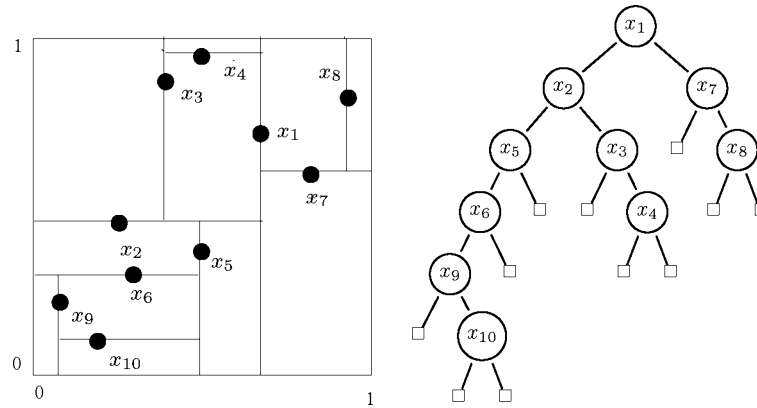 1
x₄
x₃
x₈
x₁
x₇
x₂
x₅
x₆
x₉
x₁₀
0
0
1
x₁
x₂
x₇
x₅
x₃
x₈
x₆
x₄
x₉
x₁₀